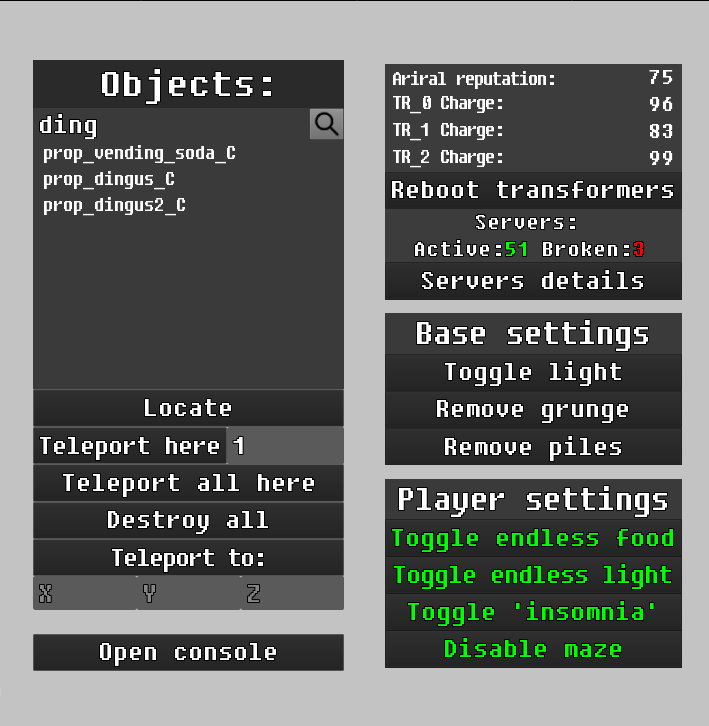 Objects:
ding
prop_vending_soda_C
prop_dingus_C
prop_dingus2_C
Locate
Teleport here 1
Teleport all here
Destroy all
Teleport to:
X Y Z
Open console
Ariral reputation: 75
TR_0 Charge: 96
TR_1 Charge: 83
TR_2 Charge: 99
Reboot transformers
Servers:
Active:51 Broken:3
Servers details
Base settings
Toggle light
Remove grunge
Remove piles
Player settings
Toggle endless food
Toggle endless light
Toggle 'insomnia'
Disable maze